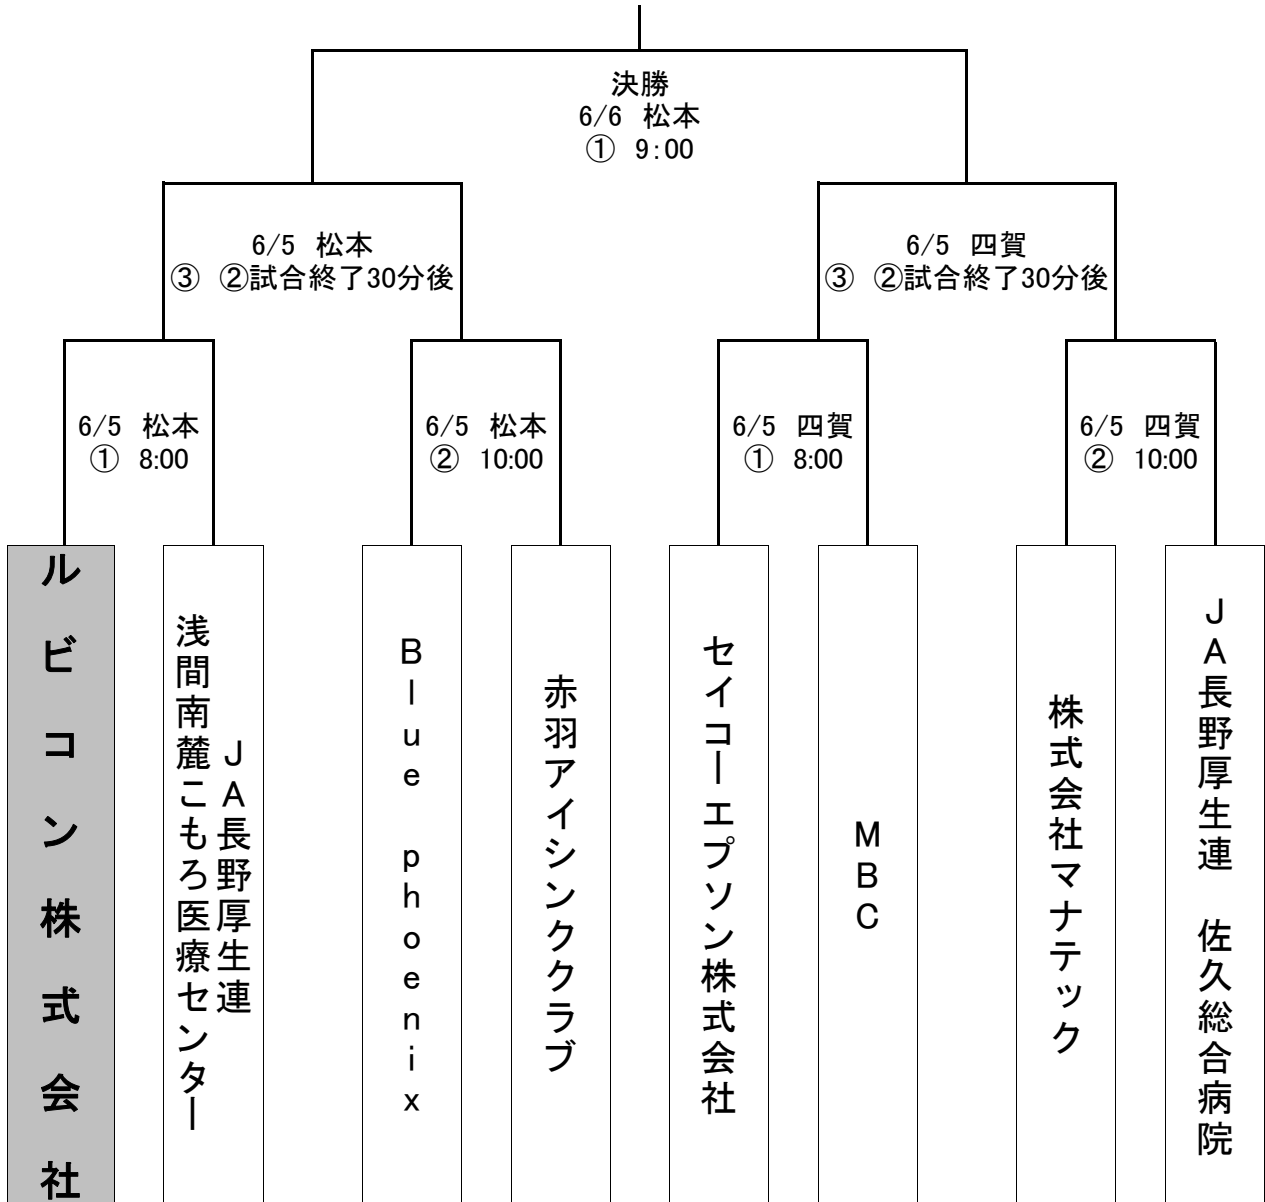 決勝
6/6 松本
① 9:00
6/5 松本
③ ②試合終了30分後
6/5 四賀
③ ②試合終了30分後
6/5 松本
① 8:00
6/5 松本
② 10:00
6/5 四賀
① 8:00
6/5 四賀
② 10:00
ルビコン株式会社
JA長野厚生連
浅間南麓こもろ医療センター
Blue phoenix
赤羽アイシンククラブ
セイコーエプソン株式会社
MBC
株式会社マナテック
JA長野厚生連 佐久総合病院